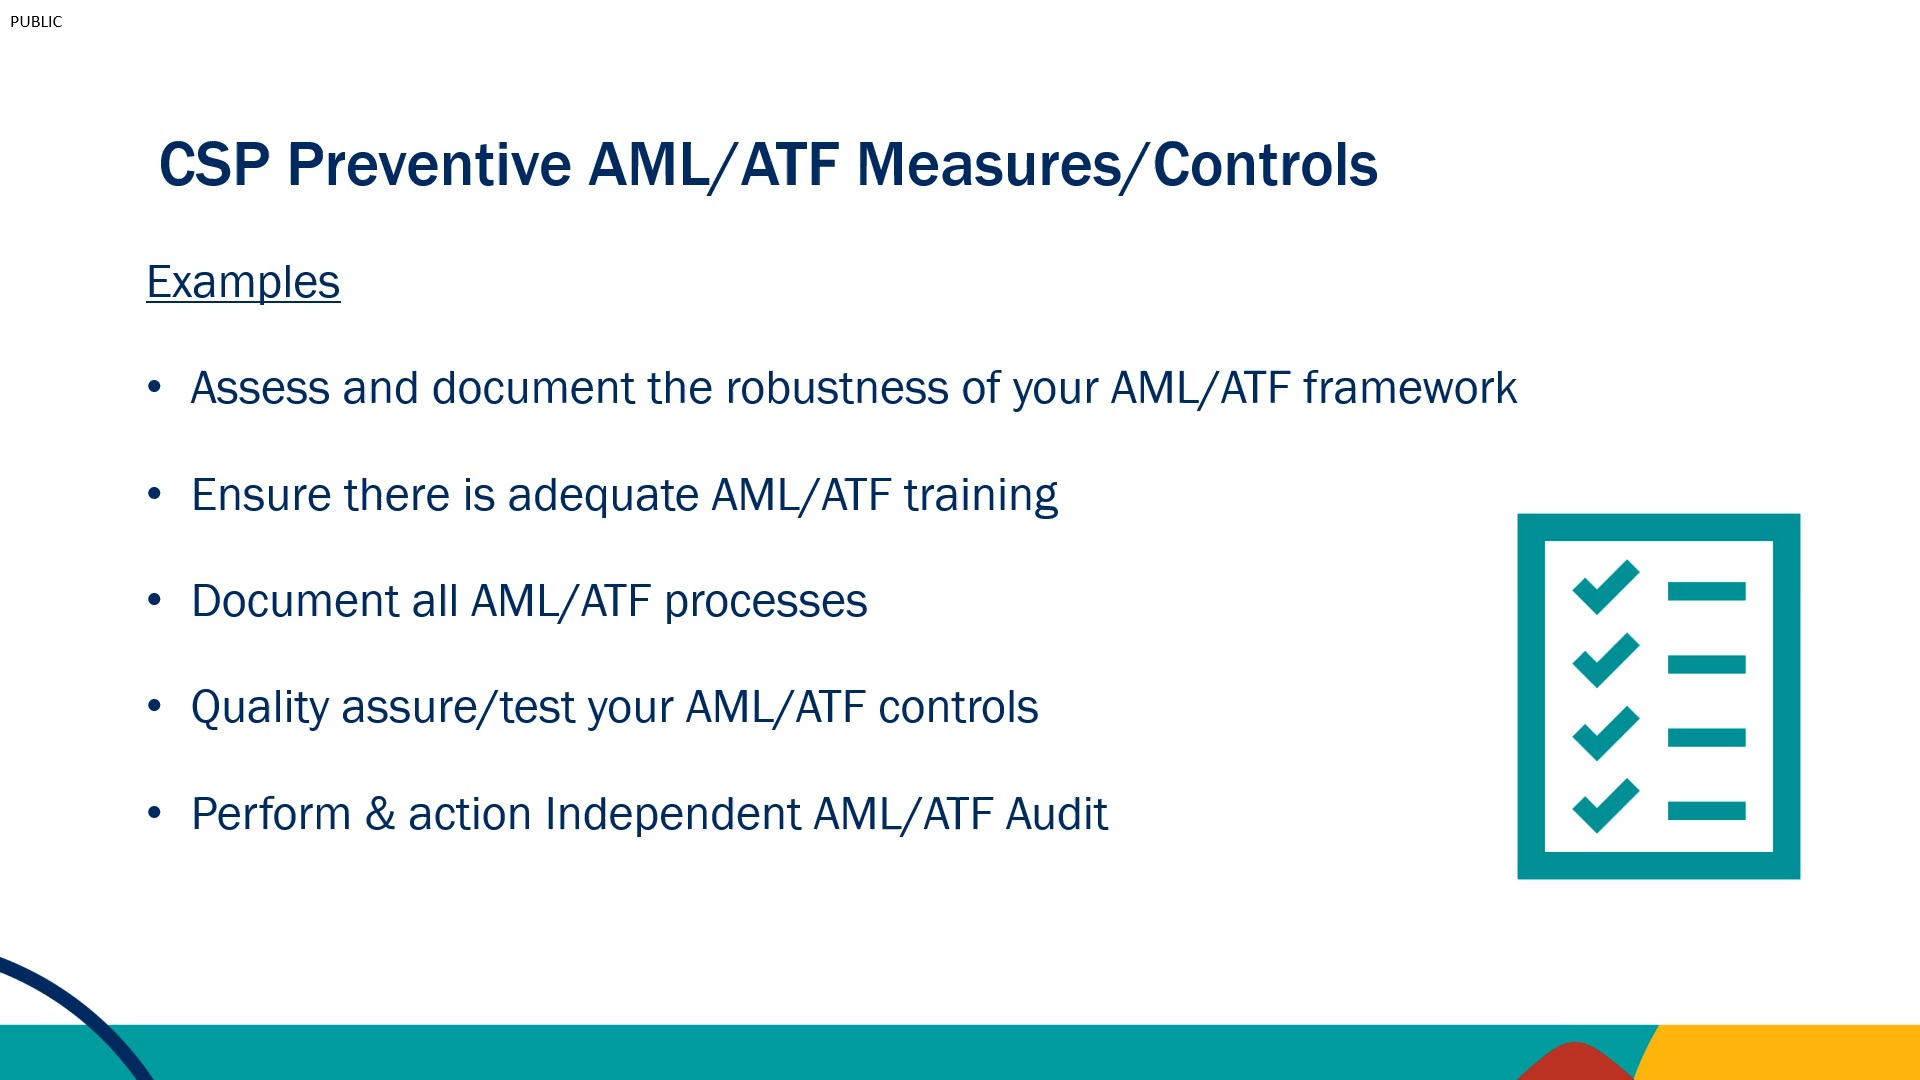 PUBLIC
CSP Preventive AML/ATF Measures/Controls
Examples
• Assess and document the robustness of your AML/ATF framework
• Ensure there is adequate AML/ATF training
• Document all AML/ATF processes
• Quality assure/test your AML/ATF controls
• Perform & action Independent AML/ATF Audit